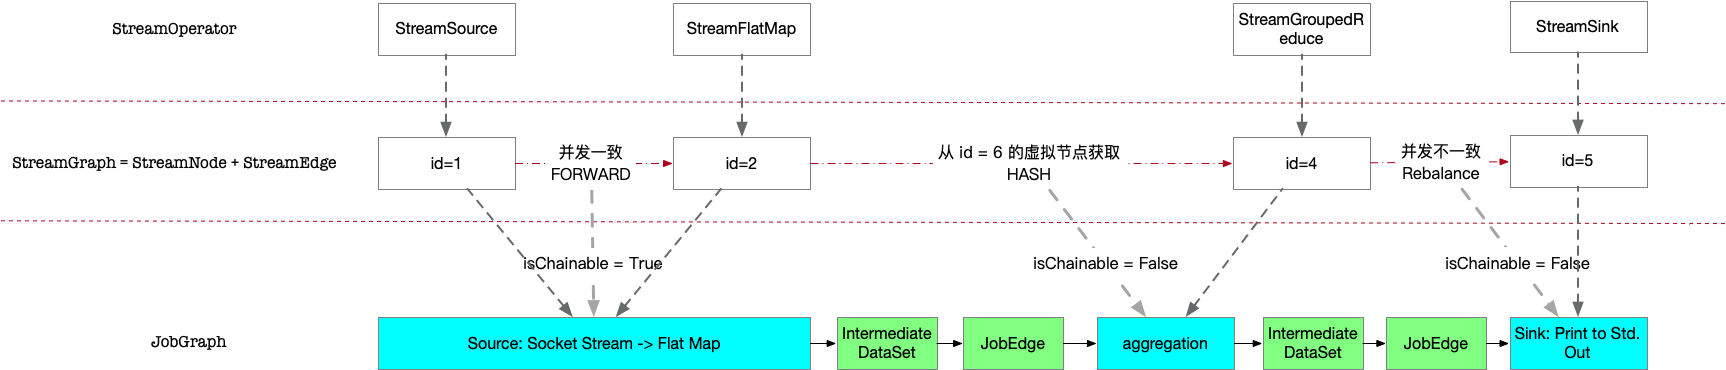 StreamOperator
StreamSource
StreamFlatMap
StreamGroupedR
educe
StreamSink
StreamGraph = StreamNode + StreamEdge
id=1
并发一致
FORWARD
id=2
从 id = 6 的虚拟节点获取
HASH
id=4
并发不一致
Rebalance
id=5
isChainable = True
isChainable = False
isChainable = False
JobGraph
Source: Socket Stream -> Flat Map
Intermediate
DataSet
JobEdge
aggregation
Intermediate
DataSet
JobEdge
Sink: Print to Std.
Out